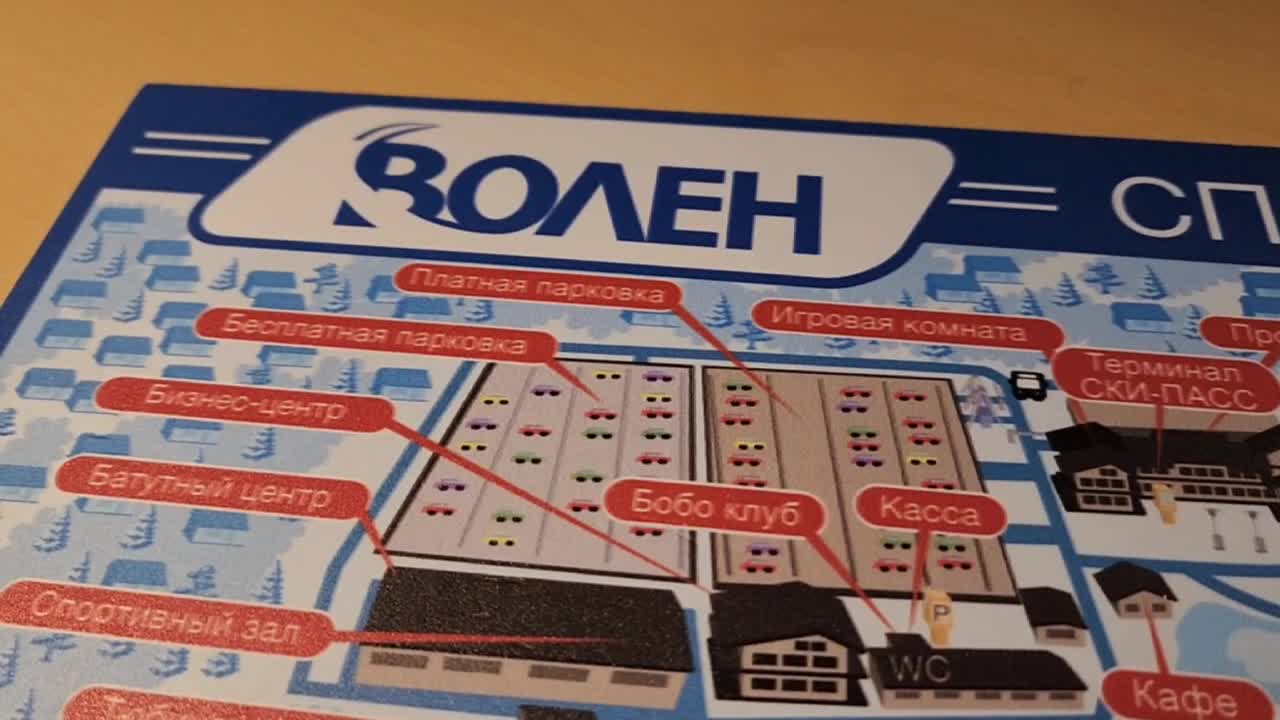 ВОЛЕН
СП
Платная парковка
Бесплатная парковка
Игровая комната
Терминал
СКИ-ПАСС
Бизнес-центр
Батутный центр
Бобо клуб
Касса
Спортивный зал
P
WC
Кафе